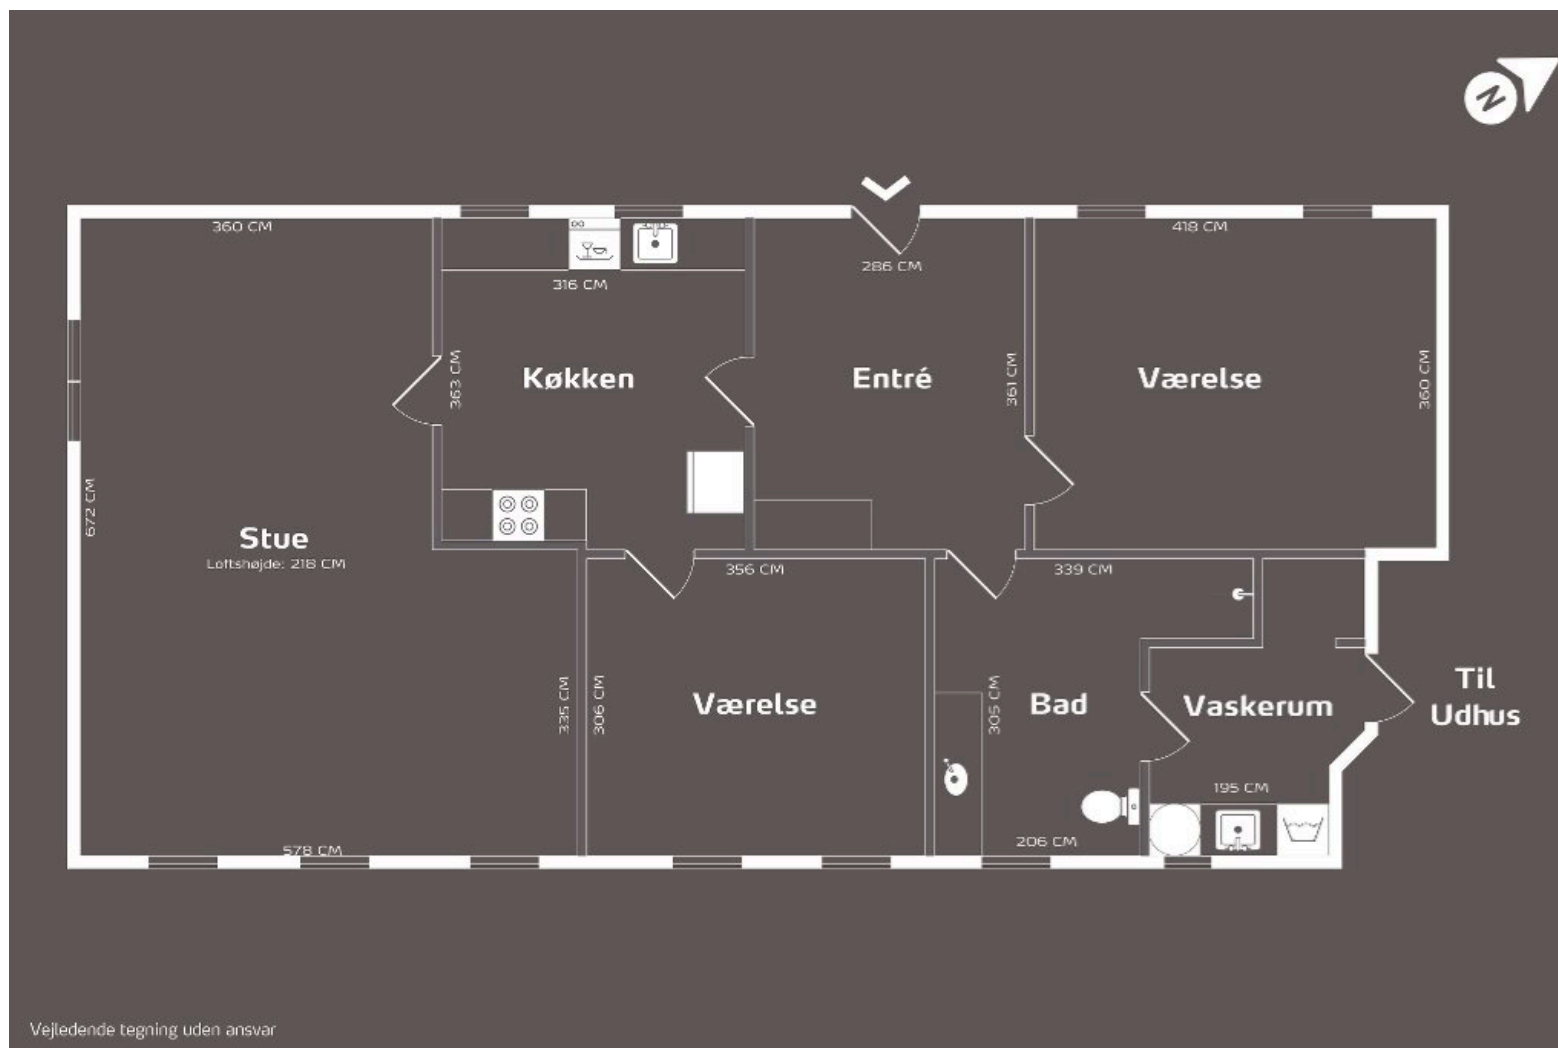 N
360 CM
418 CM
286 CM
316 CM
363 CM
Køkken
Entré
361 CM
Værelse
360 CM
672 CM
Stue
Loftshøjde: 218 CM
356 CM
339 CM
335 CM
306 CM
Værelse
305 CM
Bad
Vaskerum
Til
Udhus
195 CM
206 CM
578 CM
Vejledende tegning uden ansvar